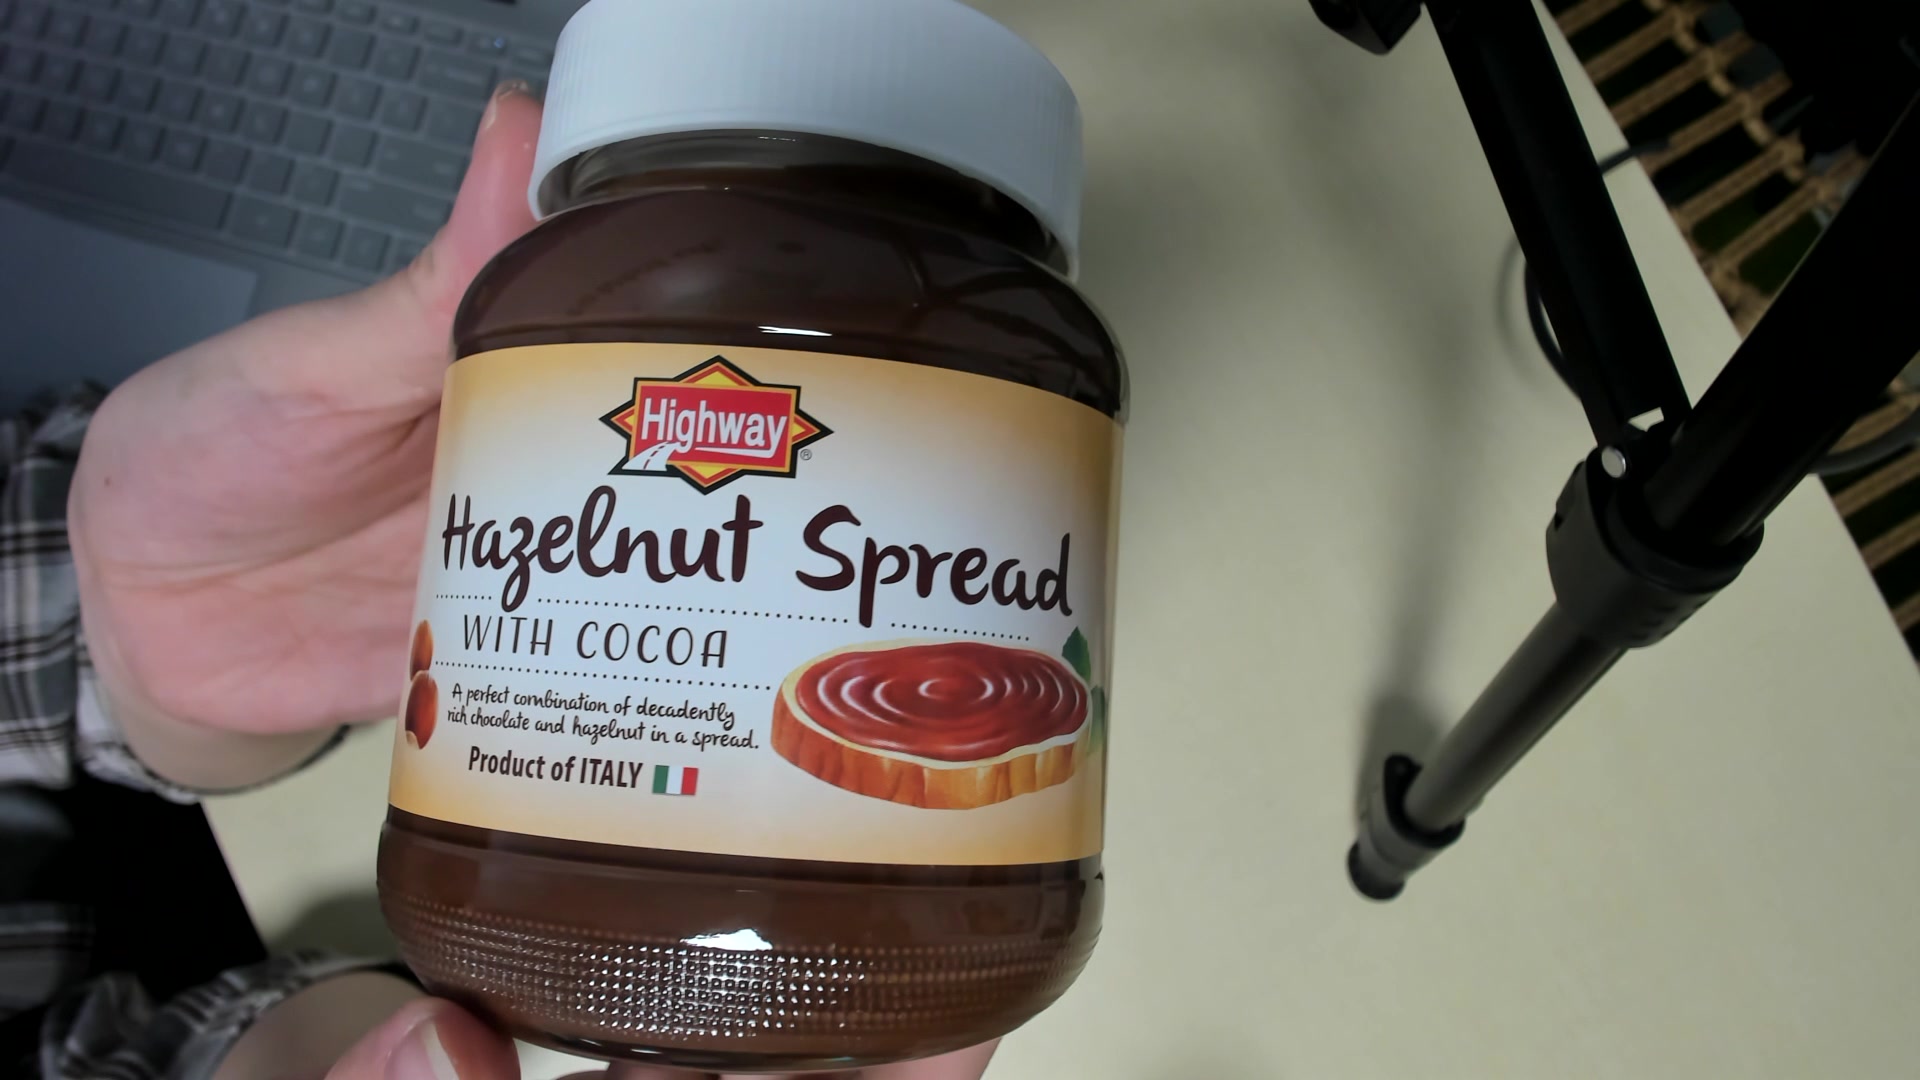 Highway®
Hazelnut Spread
WITH COCOA
A perfect combination of decadently
rich chocolate and hazelnut in a spread.
Product of ITALY